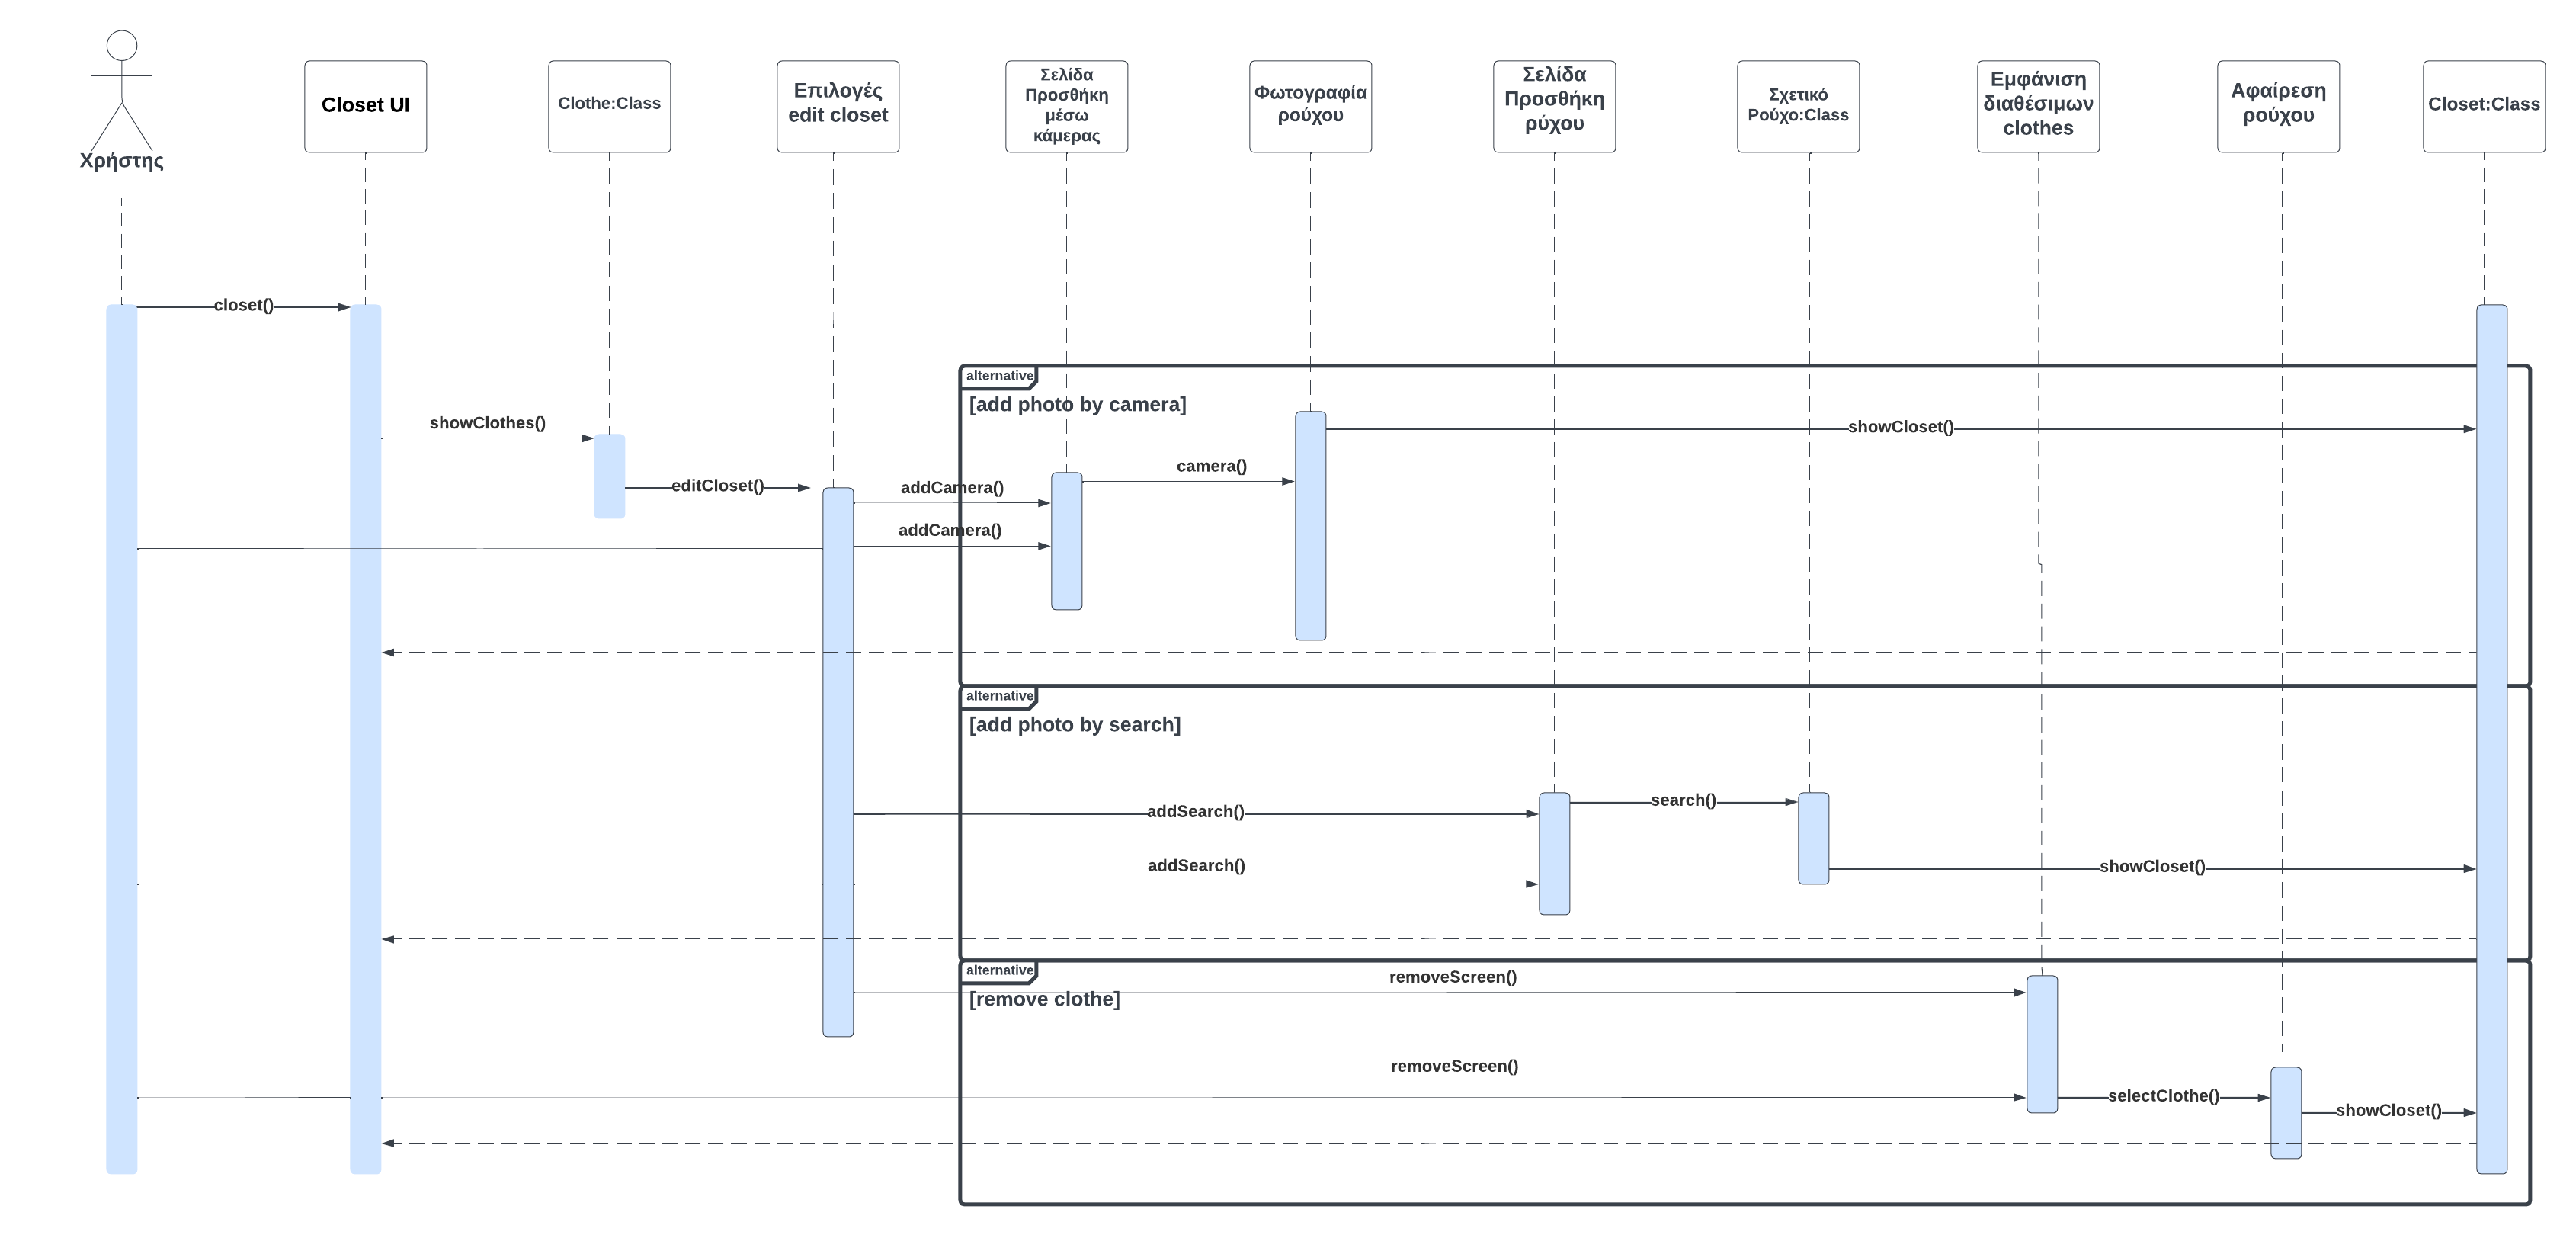 Χρήστης
Closet UI
Clothe:Class
Επιλογές
edit closet
Σελίδα
Προσθήκη
μέσω
κάμερας
Φωτογραφία
ρούχου
Σελίδα
Προσθήκη
ρύχου
Σχετικό
Ρούχο:Class
Εμφάνιση
διαθέσιμων
clothes
Αφαίρεση
ρούχου
Closet:Class
closet()
alternative
[add photo by camera]
showClothes()
showCloset()
camera()
editCloset()
addCamera()
addCamera()
alternative
[add photo by search]
search()
addSearch()
addSearch()
showCloset()
alternative
removeScreen()
[remove clothe]
removeScreen()
selectClothe()
showCloset()